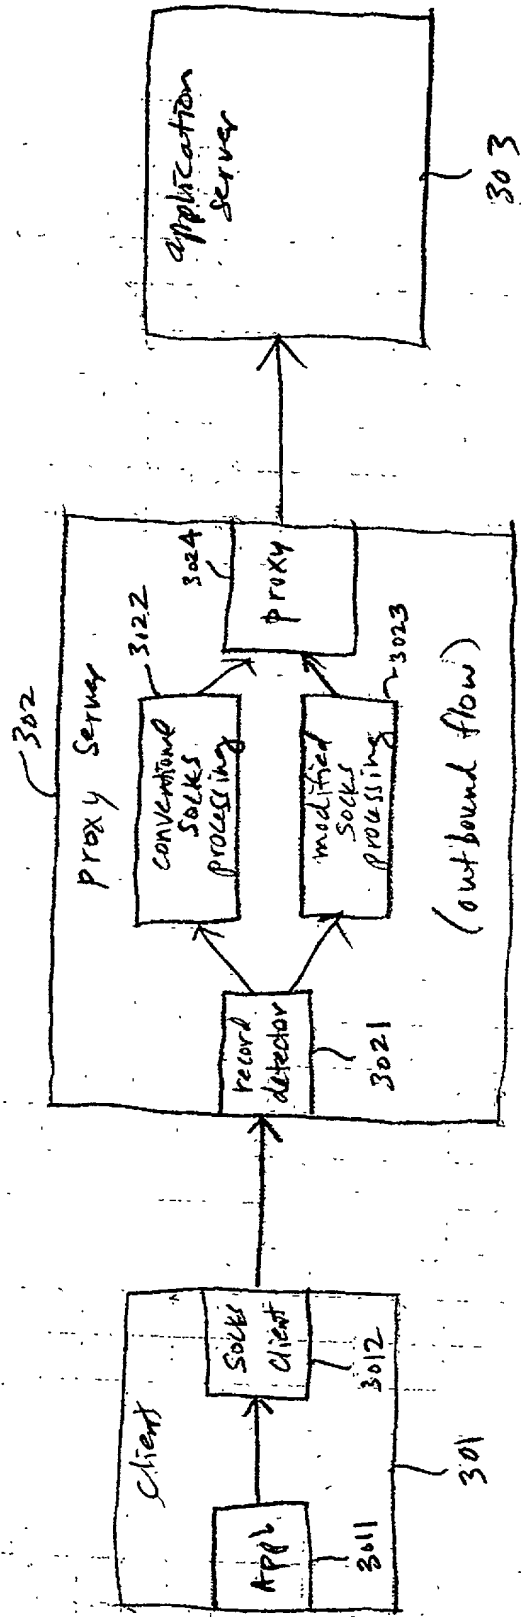 Client
Appl.
3011
Socks
Client
3012
301
302
proxy server
record
detector
3021
conventional
socks
processing
3122
modified
socks
processing
3023
3024
proxy
(outbound flow)
application
server
303